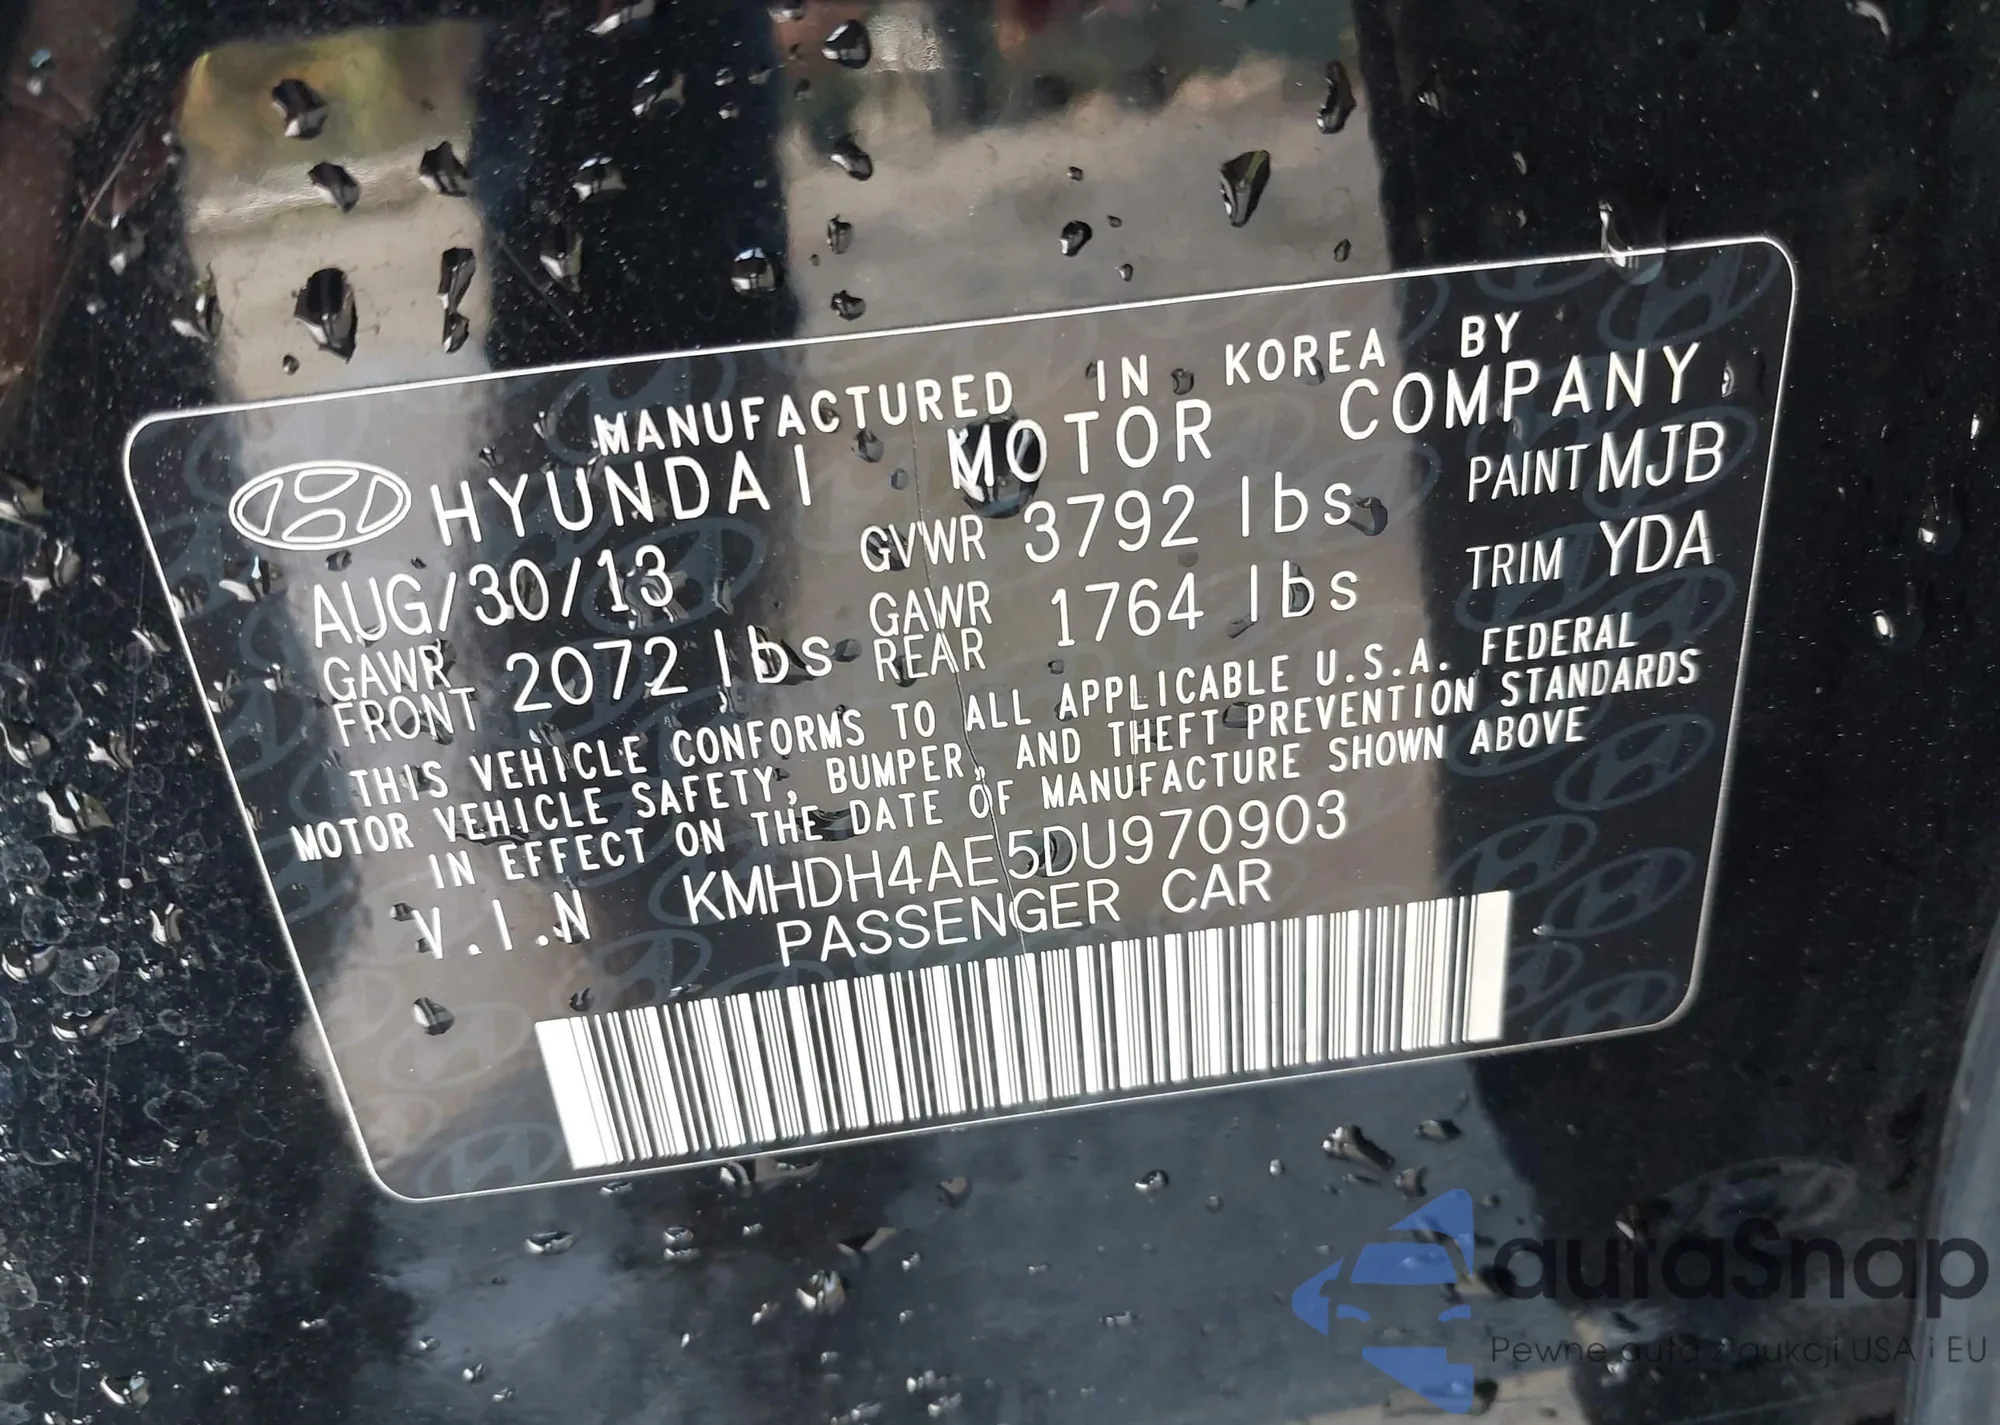 MANUFACTURED IN KOREA BY
HYUNDAI MOTOR COMPANY
AUG/30/13 GVWR 3792 lbs PAINT MJB
GAWR FRONT 2072 lbs GAWR REAR 1764 lbs TRIM YDA
THIS VEHICLE CONFORMS TO ALL APPLICABLE U.S.A. FEDERAL
MOTOR VEHICLE SAFETY, BUMPER, AND THEFT PREVENTION STANDARDS
IN EFFECT ON THE DATE OF MANUFACTURE SHOWN ABOVE
V.I.N KMHDH4AE5DU970903
PASSENGER CAR
autaSnap
Pewne auta z aukcji USA i EU